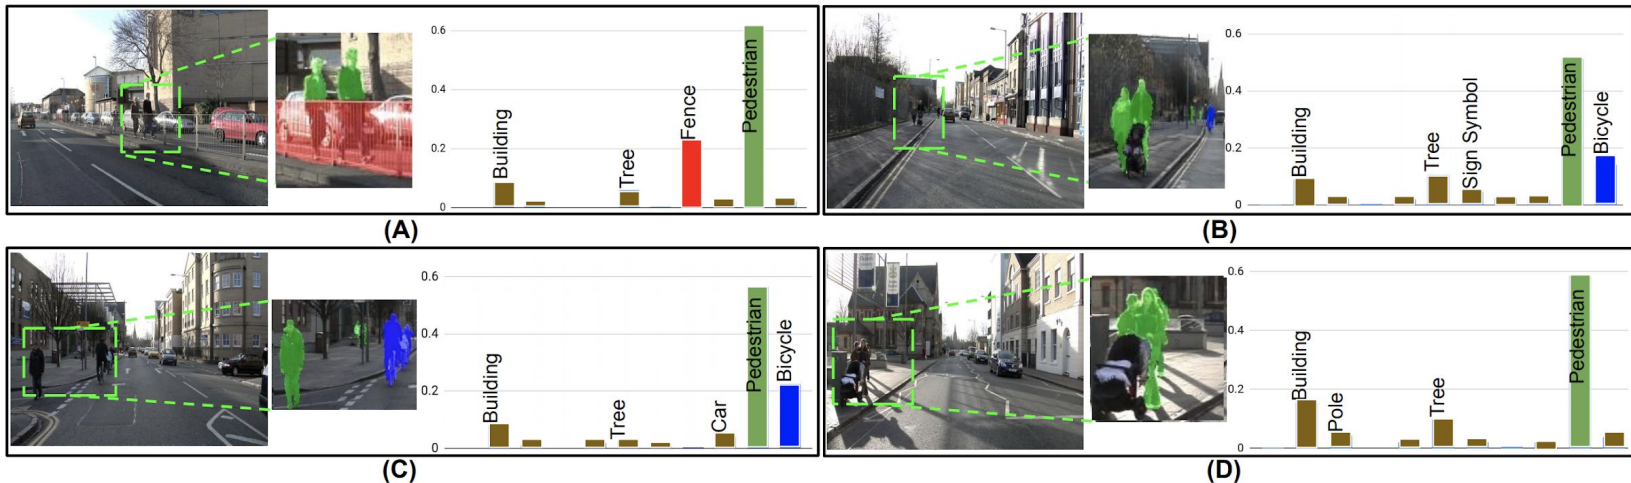 0.6
0.4
0.2
0
Building
Tree
Fence
Pedestrian
(A)
0.6
0.4
0.2
0
Building
Tree
Sign Symbol
Pedestrian
Bicycle
(B)
0.6
0.4
0.2
0
Building
Tree
Car
Pedestrian
Bicycle
(C)
0.6
0.4
0.2
0
Building
Pole
Tree
Pedestrian
(D)